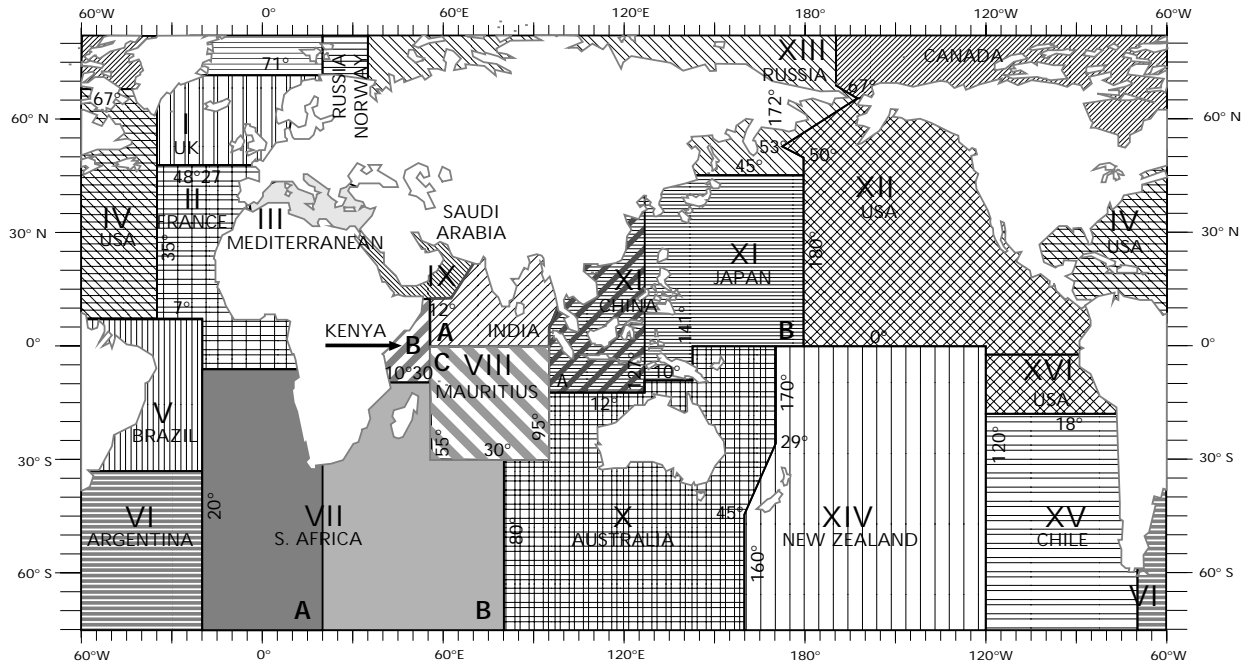 60°W 0° 60°E 120°E 180° 120°W 60°W
XIII
RUSSIA
CANADA
71°
RUSSIA
NORWAY
67°
67°
172°
60° N
60° N
I
UK
53°
50°
45°
48°27
II
FRANCE
35°
III
MEDITERRANEAN
SAUDI
ARABIA
XII
USA
IV
USA
IV
USA
30° N
30° N
XI
JAPAN
180°
IX
XI
CHINA
7°
12°
KENYA
B
A
INDIA
141°
B
0°
0°
0°
C
VIII
MAURITIUS
10°30
A
127°
10°
12°
XVI
USA
18°
V
BRAZIL
170°
120°
55°
30°
95°
29°
30° S
30° S
20°
45°
VI
ARGENTINA
VII
S. AFRICA
X
AUSTRALIA
XIV
NEW ZEALAND
XV
CHILE
80°
160°
60° S
60° S
VI
A
B
60°W 0° 60°E 120°E 180° 120°W 60°W